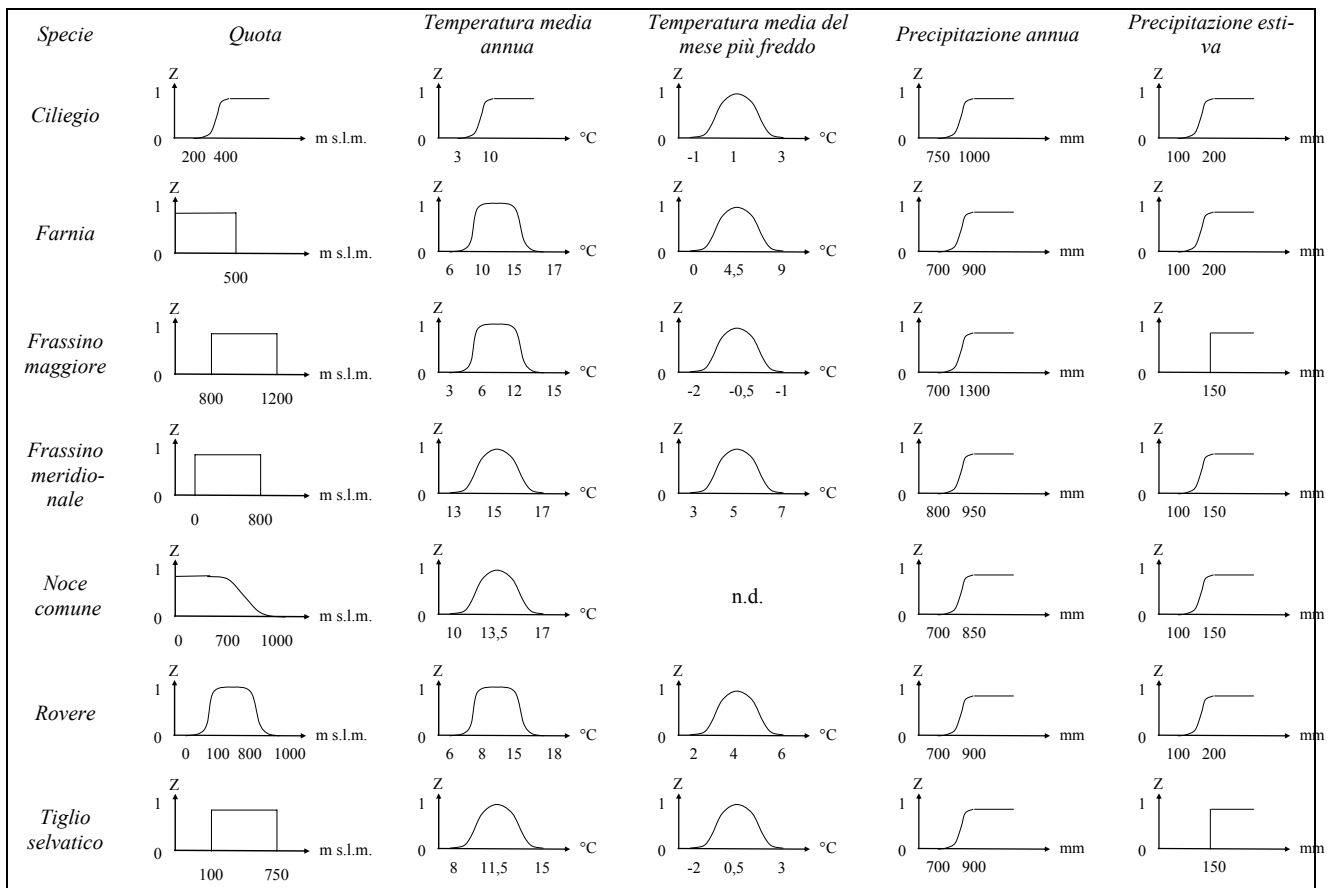 Specie Quota Temperatura media annua Temperatura media del mese più freddo Precipitazione annua Precipitazione esti-
va
Ciliegio
Z Z Z Z Z
1 1 1 1 1
0 m s.l.m. 0 °C 0 °C 0 mm 0 mm
200 400 3 10 -1 1 3 750 1000 100 200
Farnia
Z Z Z Z Z
1 1 1 1 1
0 m s.l.m. 0 °C 0 °C 0 mm 0 mm
500 6 10 15 17 0 4,5 9 700 900 100 200
Frassino
maggiore
Z Z Z Z Z
1 1 1 1 1
0 m s.l.m. 0 °C 0 °C 0 mm 0 mm
800 1200 3 6 12 15 -2 -0,5 -1 700 1300 150
Frassino
meridio-
nale
Z Z Z Z Z
1 1 1 1 1
0 m s.l.m. 0 °C 0 °C 0 mm 0 mm
0 800 13 15 17 3 5 7 800 950 100 150
Noce
comune
Z Z n.d. Z Z
1 1 1 1
0 m s.l.m. 0 °C 0 mm 0 mm
0 700 1000 10 13,5 17 700 850 100 150
Rovere
Z Z Z Z Z
1 1 1 1 1
0 m s.l.m. 0 °C 0 °C 0 mm 0 mm
0 100 800 1000 6 8 15 18 2 4 6 700 900 100 200
Tiglio
selvatico
Z Z Z Z Z
1 1 1 1 1
0 m s.l.m. 0 °C 0 °C 0 mm 0 mm
100 750 8 11,5 15 -2 0,5 3 700 900 150